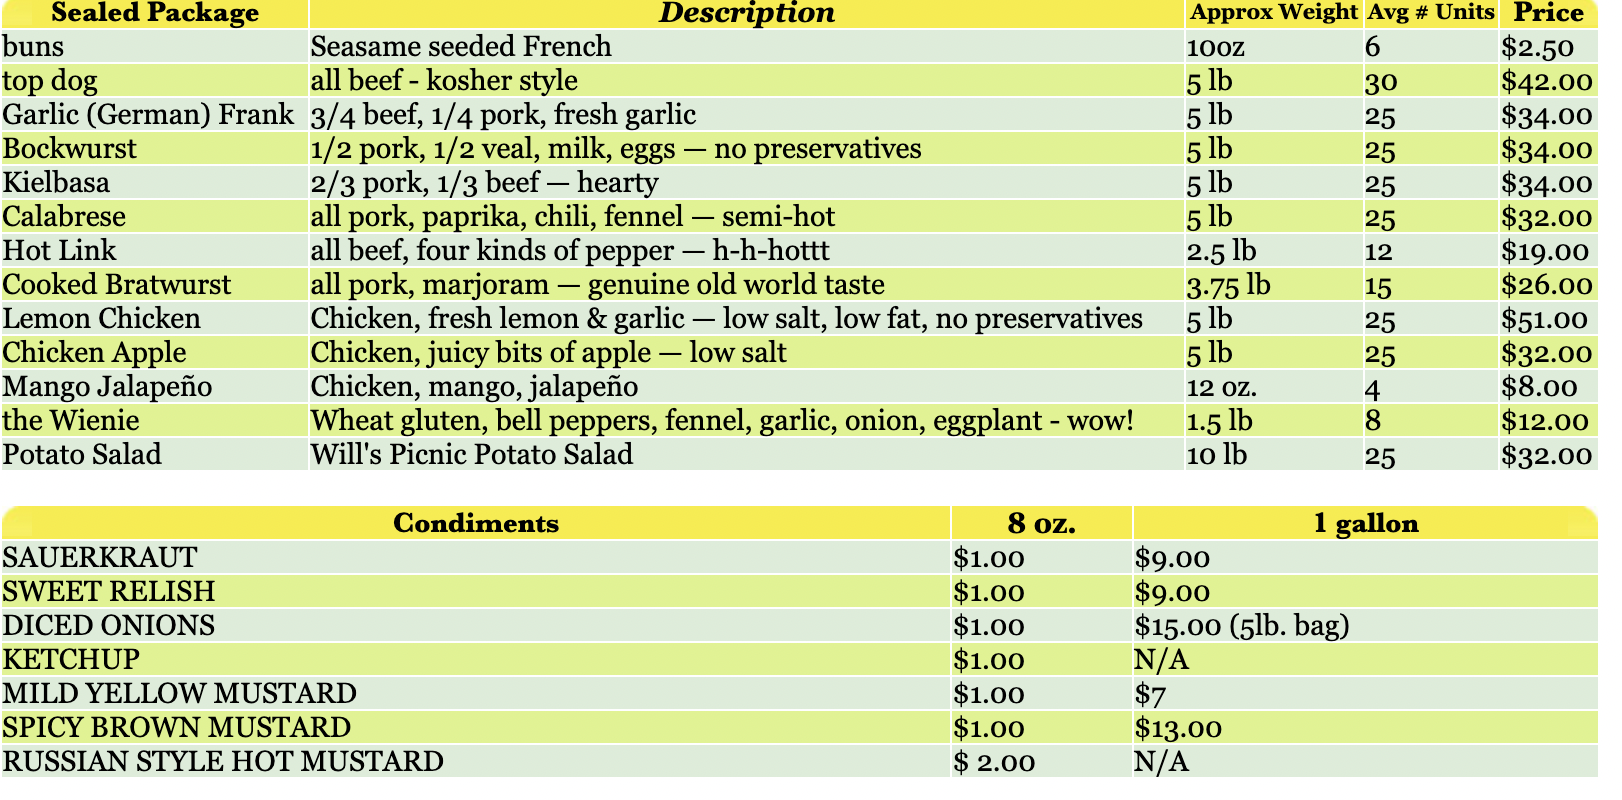 Sealed Package Description Approx Weight Avg # Units Price
buns Seasame seeded French 10oz 6 $2.50
top dog all beef - kosher style 5 lb 30 $42.00
Garlic (German) Frank 3/4 beef, 1/4 pork, fresh garlic 5 lb 25 $34.00
Bockwurst 1/2 pork, 1/2 veal, milk, eggs — no preservatives 5 lb 25 $34.00
Kielbasa 2/3 pork, 1/3 beef — hearty 5 lb 25 $34.00
Calabrese all pork, paprika, chili, fennel — semi-hot 5 lb 25 $32.00
Hot Link all beef, four kinds of pepper — h-h-hottt 2.5 lb 12 $19.00
Cooked Bratwurst all pork, marjoram — genuine old world taste 3.75 lb 15 $26.00
Lemon Chicken Chicken, fresh lemon & garlic — low salt, low fat, no preservatives 5 lb 25 $51.00
Chicken Apple Chicken, juicy bits of apple — low salt 5 lb 25 $32.00
Mango Jalapeño Chicken, mango, jalapeño 12 oz. 4 $8.00
the Wienie Wheat gluten, bell peppers, fennel, garlic, onion, eggplant - wow! 1.5 lb 8 $12.00
Potato Salad Will's Picnic Potato Salad 10 lb 25 $32.00
Condiments 8 oz. 1 gallon
SAUERKRAUT $1.00 $9.00
SWEET RELISH $1.00 $9.00
DICED ONIONS $1.00 $15.00 (5lb. bag)
KETCHUP $1.00 N/A
MILD YELLOW MUSTARD $1.00 $7
SPICY BROWN MUSTARD $1.00 $13.00
RUSSIAN STYLE HOT MUSTARD $ 2.00 N/A